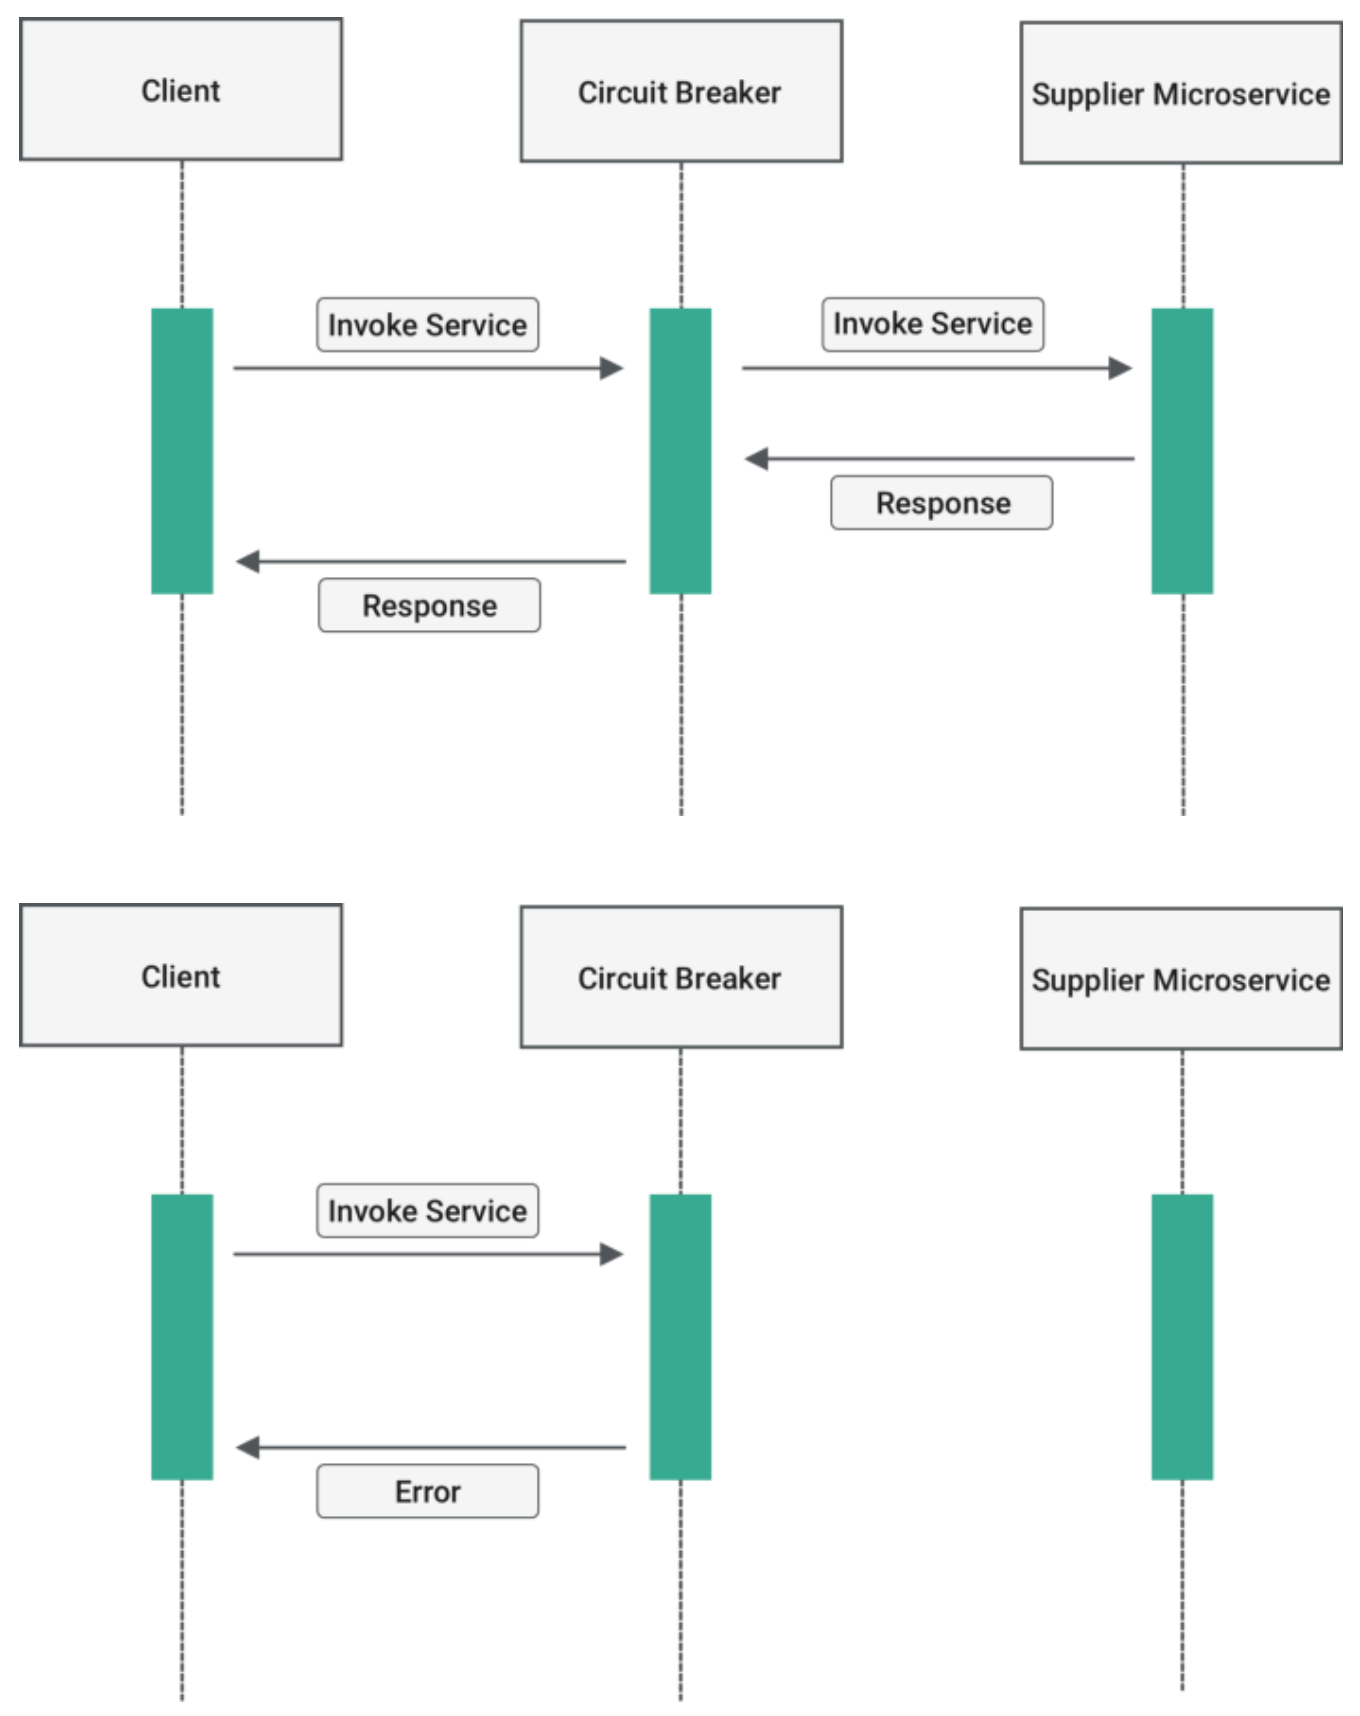 Client
Circuit Breaker
Supplier Microservice
Invoke Service
Invoke Service
Response
Response
Client
Circuit Breaker
Supplier Microservice
Invoke Service
Error